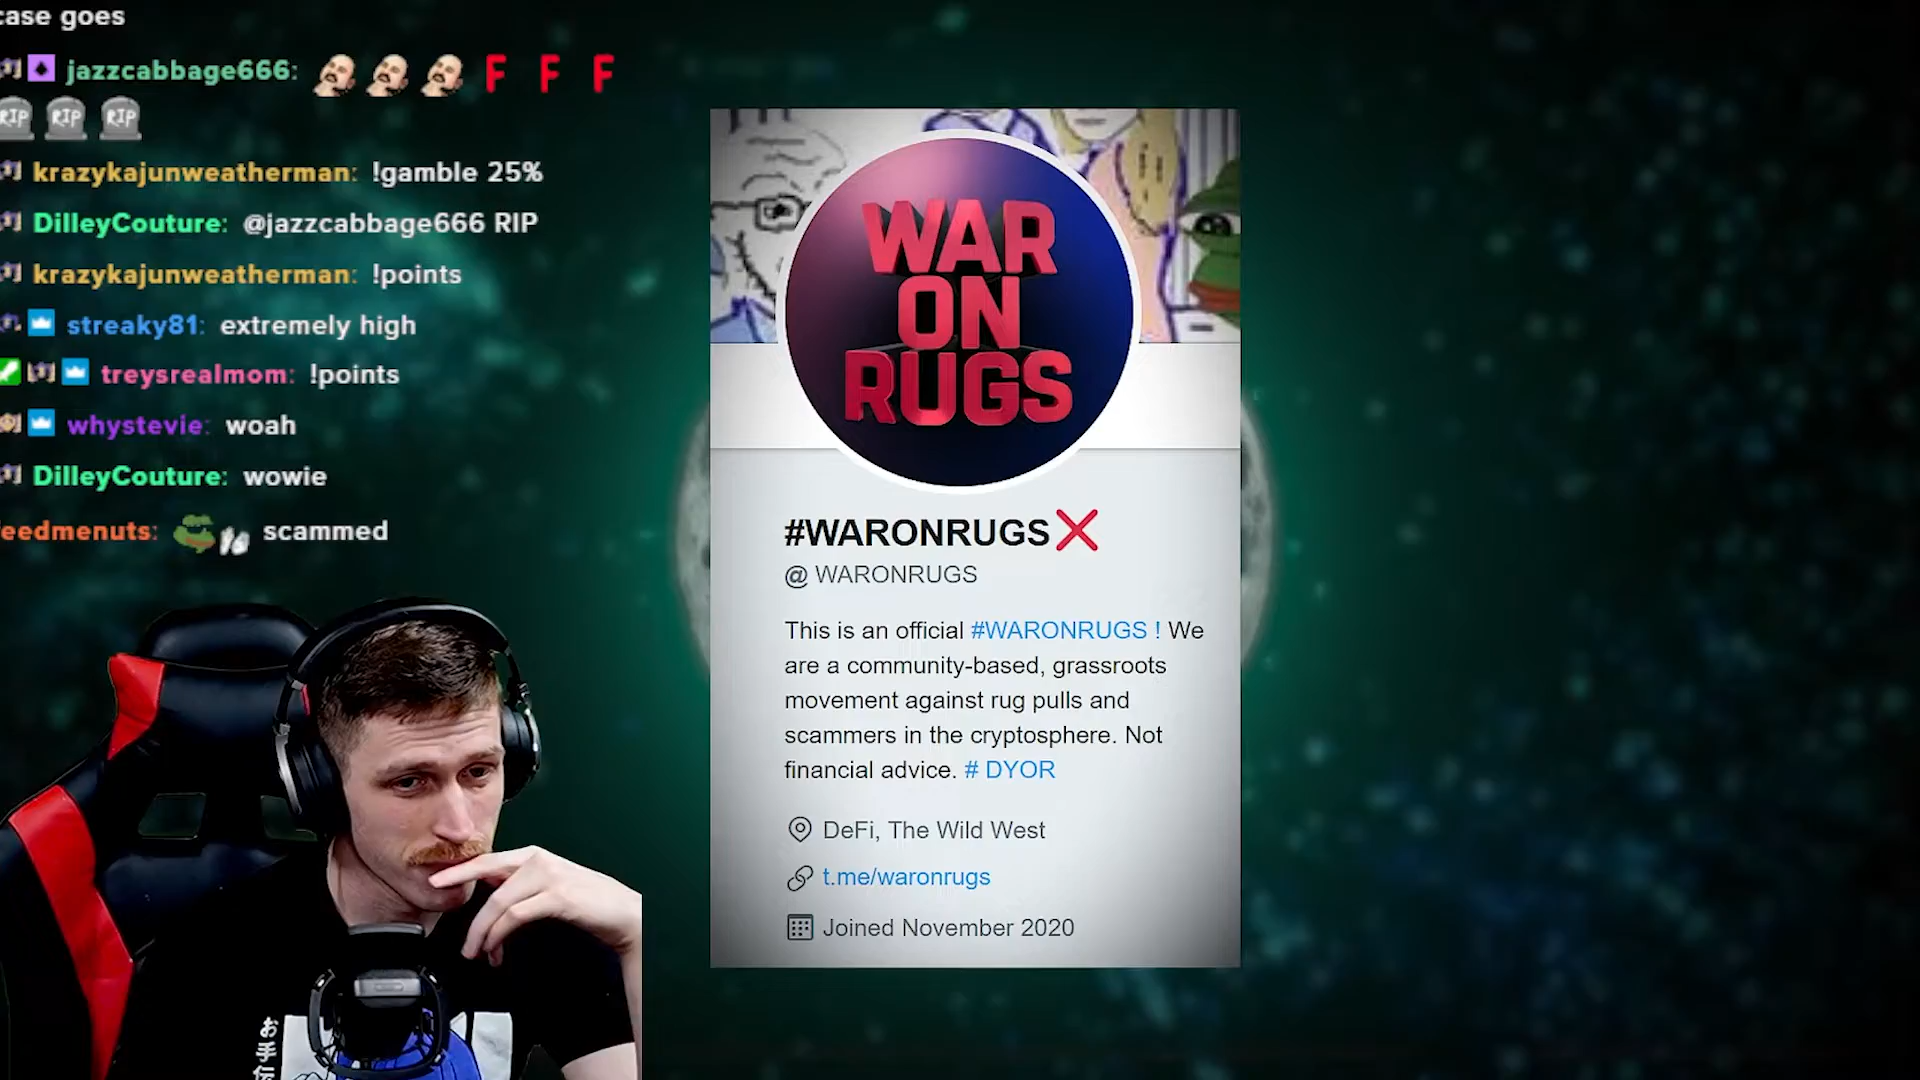 case goes
jazzcabbage666: F F F
RIP RIP RIP
krazykajunweatherman: !gamble 25%
DilleyCouture: @jazzcabbage666 RIP
krazykajunweatherman: !points
streaky81: extremely high
treysrealmom: !points
whystevie: woah
DilleyCouture: wowie
eedmenuts: scammed
WAR
ON
RUGS
#WARONRUGS❌
@ WARONRUGS
This is an official #WARONRUGS ! We
are a community-based, grassroots
movement against rug pulls and
scammers in the cryptosphere. Not
financial advice. # DYOR
DeFi, The Wild West
t.me/waronrugs
Joined November 2020